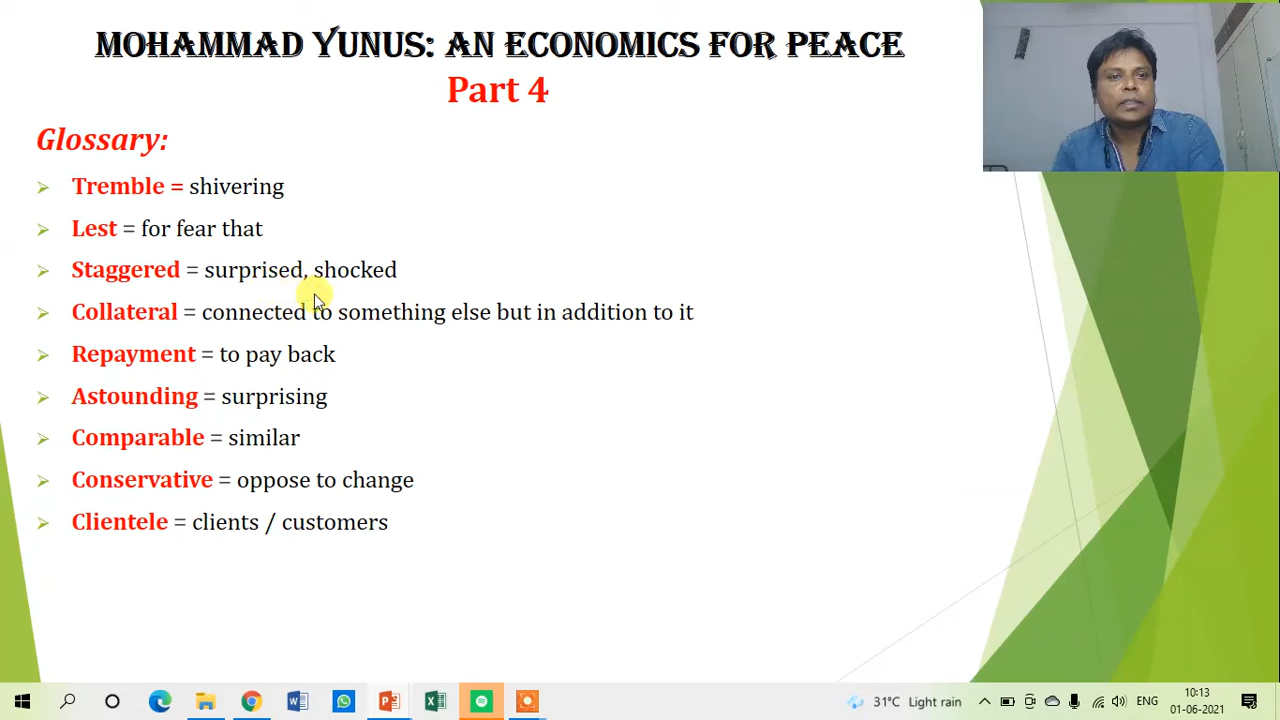 MOHAMMAD YUNUS: AN ECONOMICS FOR PEACE
Part 4
Glossary:
Tremble = shivering
Lest = for fear that
Staggered = surprised, shocked
Collateral = connected to something else but in addition to it
Repayment = to pay back
Astounding = surprising
Comparable = similar
Conservative = oppose to change
Clientele = clients / customers
31°C Light rain
ENG
10:13
01-06-2021